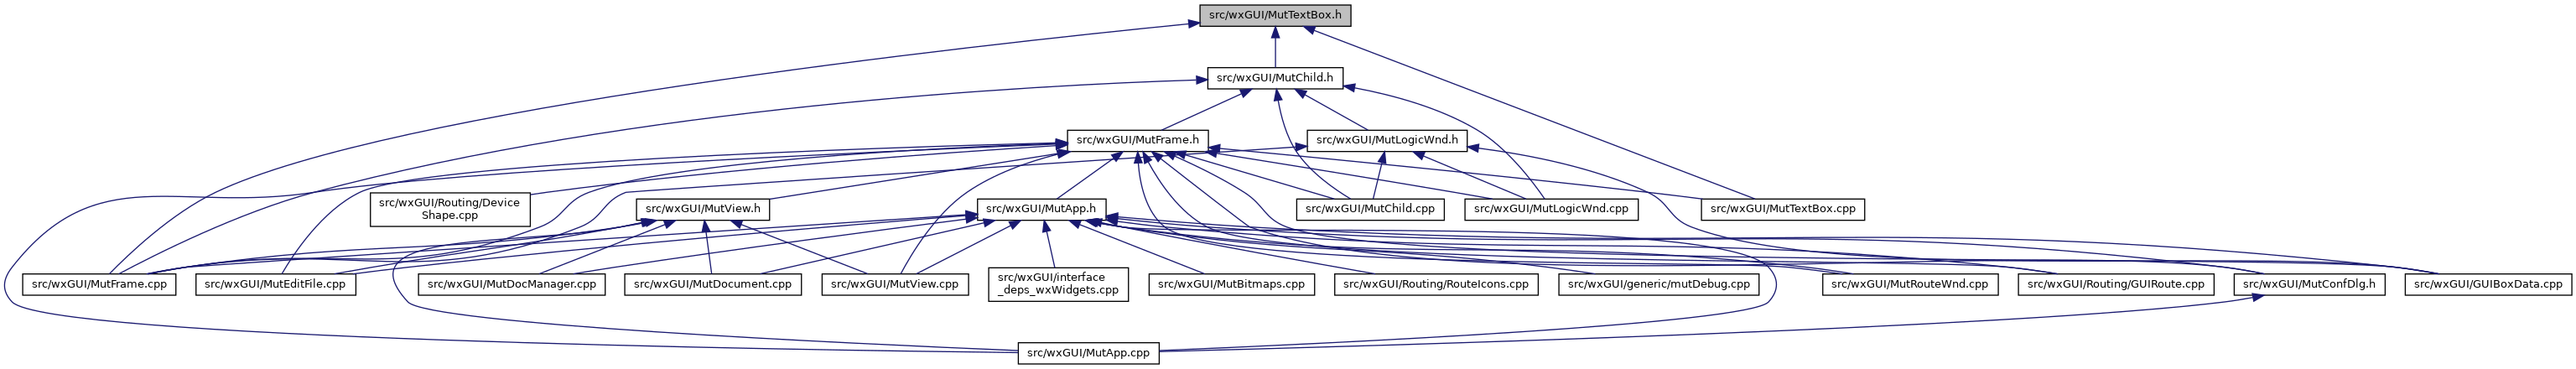 src/wxGUI/MutTextBox.h
src/wxGUI/MutChild.h
src/wxGUI/MutFrame.h
src/wxGUI/MutLogicWnd.h
src/wxGUI/Routing/Device
Shape.cpp
src/wxGUI/MutView.h
src/wxGUI/MutApp.h
src/wxGUI/MutChild.cpp
src/wxGUI/MutLogicWnd.cpp
src/wxGUI/MutTextBox.cpp
src/wxGUI/MutFrame.cpp
src/wxGUI/MutEditFile.cpp
src/wxGUI/MutDocManager.cpp
src/wxGUI/MutDocument.cpp
src/wxGUI/MutView.cpp
src/wxGUI/interface
_deps_wxWidgets.cpp
src/wxGUI/MutBitmaps.cpp
src/wxGUI/Routing/RouteIcons.cpp
src/wxGUI/generic/mutDebug.cpp
src/wxGUI/MutRouteWnd.cpp
src/wxGUI/Routing/GUIRoute.cpp
src/wxGUI/MutConfDlg.h
src/wxGUI/GUIBoxData.cpp
src/wxGUI/MutApp.cpp